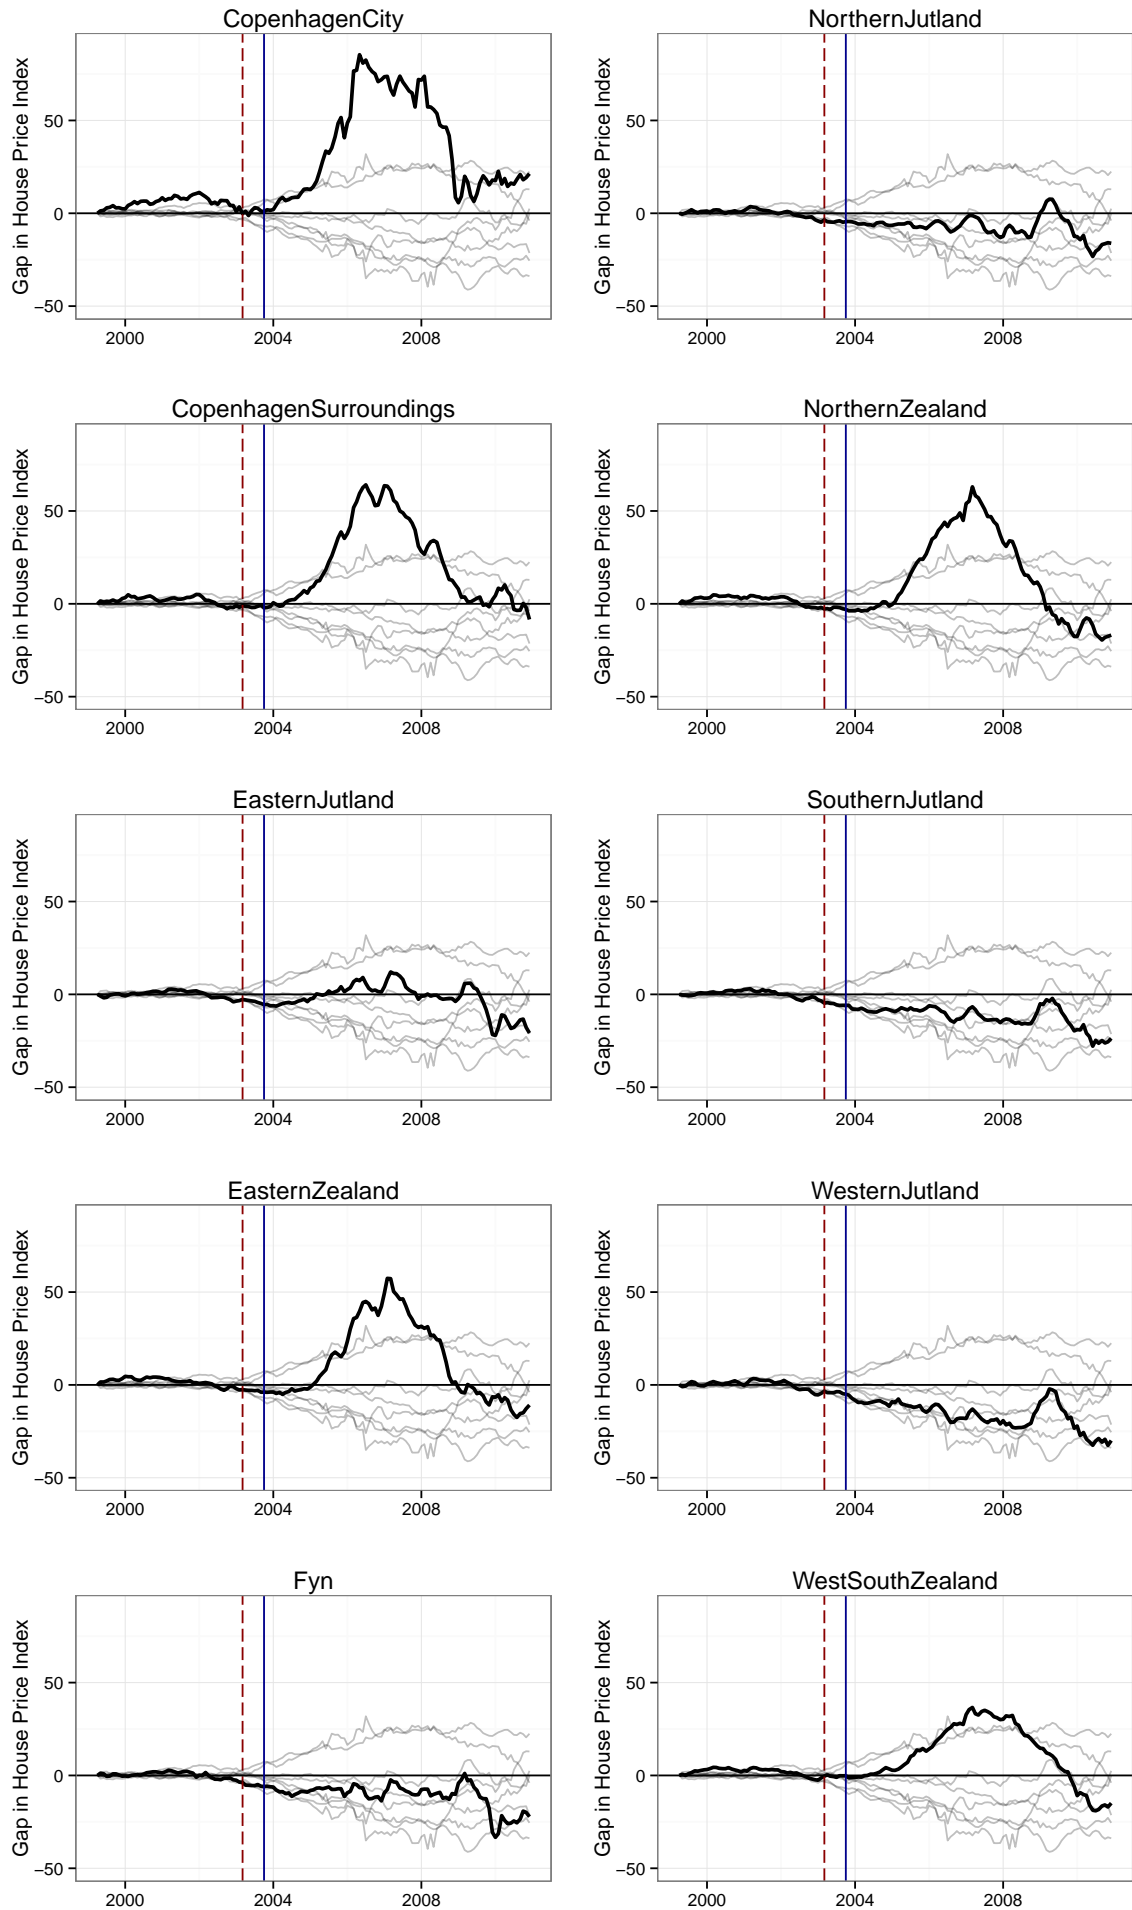 CopenhagenCity
Gap in House Price Index
50
0
−50
2000 2004 2008
NorthernJutland
Gap in House Price Index
50
0
−50
2000 2004 2008
CopenhagenSurroundings
Gap in House Price Index
50
0
−50
2000 2004 2008
NorthernZealand
Gap in House Price Index
50
0
−50
2000 2004 2008
EasternJutland
Gap in House Price Index
50
0
−50
2000 2004 2008
SouthernJutland
Gap in House Price Index
50
0
−50
2000 2004 2008
EasternZealand
Gap in House Price Index
50
0
−50
2000 2004 2008
WesternJutland
Gap in House Price Index
50
0
−50
2000 2004 2008
Fyn
Gap in House Price Index
50
0
−50
2000 2004 2008
WestSouthZealand
Gap in House Price Index
50
0
−50
2000 2004 2008